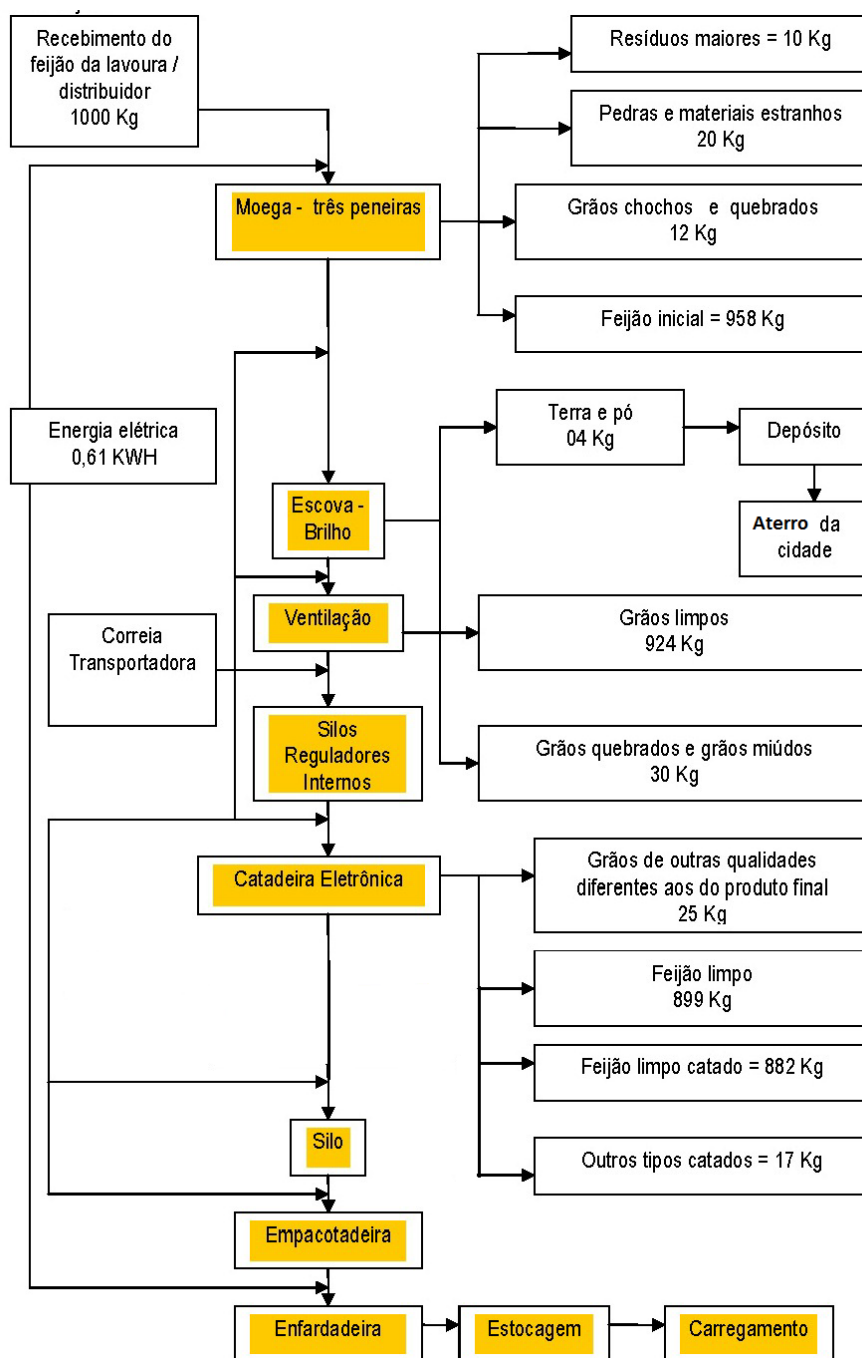 Recebimento do
feijão da lavoura /
distribuidor
1000 Kg
Resíduos maiores = 10 Kg
Pedras e materiais estranhos
20 Kg
Moega - três peneiras
Grãos chochos e quebrados
12 Kg
Feijão inicial = 958 Kg
Energia elétrica
0,61 KWH
Terra e pó
04 Kg
Depósito
Aterro da
cidade
Escova -
Brilho
Ventilação
Grãos limpos
924 Kg
Correia
Transportadora
Silos
Reguladores
Internos
Grãos quebrados e grãos miúdos
30 Kg
Catadeira Eletrônica
Grãos de outras qualidades
diferentes aos do produto final
25 Kg
Feijão limpo
899 Kg
Feijão limpo catado = 882 Kg
Outros tipos catados = 17 Kg
Silo
Empacotadeira
Enfardadeira
Estocagem
Carregamento